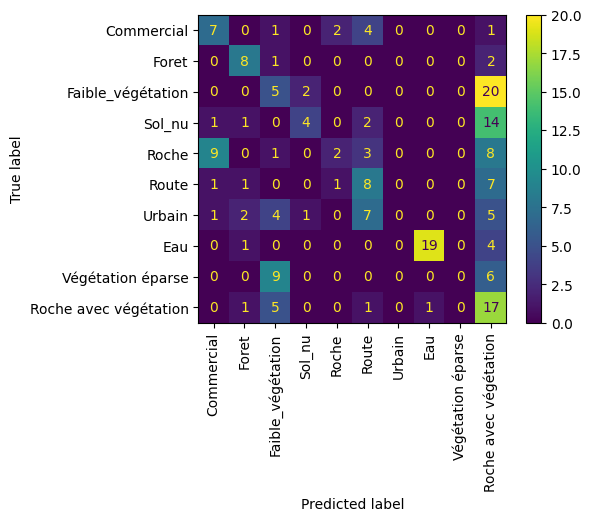 Commercial 7 0 1 0 2 4 0 0 0 1
Foret 0 8 1 0 0 0 0 0 0 2
Faible_végétation 0 0 5 2 0 0 0 0 0 20
Sol_nu 1 1 0 4 0 2 0 0 0 14
Roche 9 0 1 0 2 3 0 0 0 8
Route 1 1 0 0 1 8 0 0 0 7
Urbain 1 2 4 1 0 7 0 0 0 5
Eau 0 1 0 0 0 0 0 19 0 4
Végétation éparse 0 0 9 0 0 0 0 0 0 6
Roche avec végétation 0 1 5 0 0 1 0 1 0 17
True label
Commercial
Foret
Faible_végétation
Sol_nu
Roche
Route
Urbain
Eau
Végétation éparse
Roche avec végétation
Predicted label
20.0
17.5
15.0
12.5
10.0
7.5
5.0
2.5
0.0